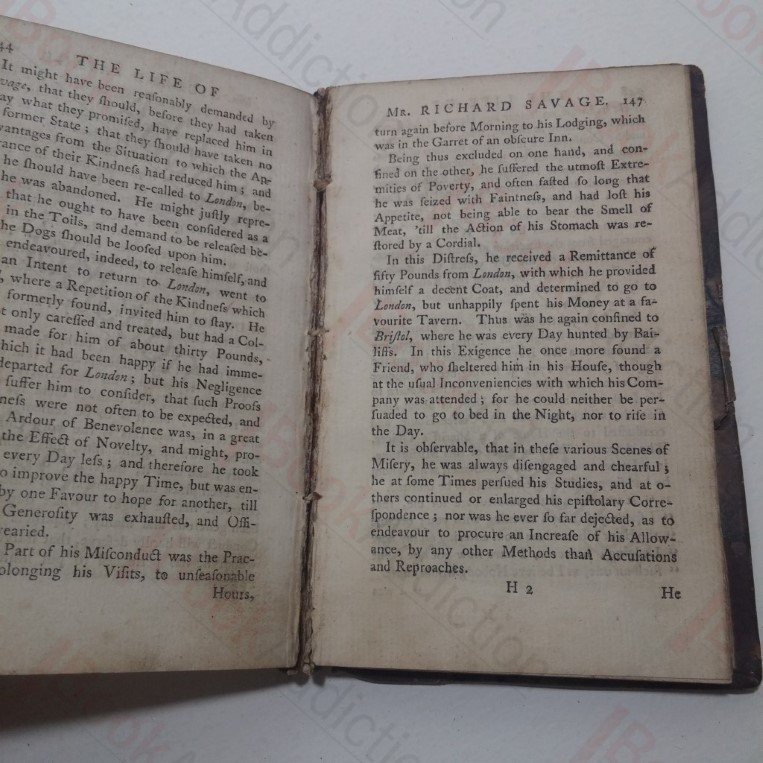 44
THE LIFE OF
It might have been reaſonably demanded by
vage, that they ſhould, before they had taken
ay what they promiſed, have replaced him in
former State; that they ſhould have taken no
vantages from the Situation to which the Ap-
rance of their Kindneſs had reduced him; and
he ſhould have been re-called to London, be-
he was abandoned. He might juſtly repre-
that he ought to have been conſidered as a
in the Toils, and demand to be releaſed be-
he Dogs ſhould be looſed upon him.
endeavoured, indeed, to releaſe himſelf, and
an Intent to return to London, went to
, where a Repetition of the Kindneſs which
formerly found, invited him to ſtay. He
t only careſſed and treated, but had a Col-
made for him of about thirty Pounds,
hich it had been happy if he had imme-
departed for London; but his Negligence
ſuffer him to conſider, that ſuch Proofs
neſs were not often to be expected, and
Ardour of Benevolence was, in a great
the Effect of Novelty, and might, pro-
every Day leſs; and therefore he took
o improve the happy Time, but was en-
by one Favour to hope for another, till
Generoſity was exhauſted, and Offi-
earied.
Part of his Miſconduct was the Prac-
olonging his Viſits, to unſeaſonable
Hours,
MR. RICHARD SAVAGE. 147
turn again before Morning to his Lodging, which
was in the Garret of an obſcure Inn.
Being thus excluded on one hand, and con-
fined on the other, he ſuffered the utmoſt Extre-
mities of Poverty, and often faſted ſo long that
he was ſeized with Faintneſs, and had loſt his
Appetite, not being able to bear the Smell of
Meat, 'till the Action of his Stomach was re-
ſtored by a Cordial.
In this Diſtreſs, he received a Remittance of
fifty Pounds from London, with which he provided
himſelf a decent Coat, and determined to go to
London, but unhappily ſpent his Money at a fa-
vourite Tavern. Thus was he again confined to
Briſtol, where he was every Day hunted by Bai-
liffs. In this Exigence he once more found a
Friend, who ſheltered him in his Houſe, though
at the uſual Inconveniencies with which his Com-
pany was attended; for he could neither be per-
ſuaded to go to bed in the Night, nor to riſe in
the Day.
It is obſervable, that in theſe various Scenes of
Miſery, he was always diſengaged and chearful;
he at ſome Times perſued his Studies, and at o-
thers continued or enlarged his epiſtolary Corre-
ſpondence; nor was he ever ſo far dejected, as to
endeavour to procure an Increaſe of his Allow-
ance, by any other Methods than Accuſations
and Reproaches.
H 2
He